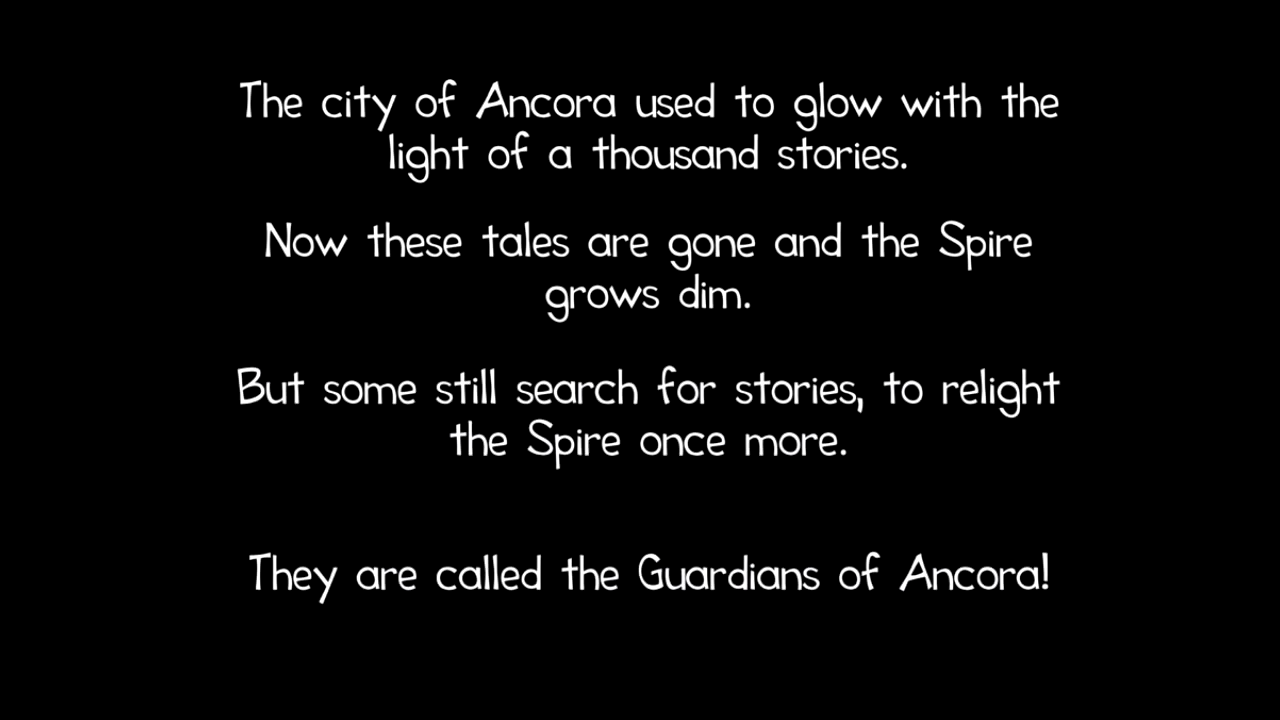 The city of Ancora used to glow with the
light of a thousand stories.
Now these tales are gone and the Spire
grows dim.
But some still search for stories, to relight
the Spire once more.
They are called the Guardians of Ancora!